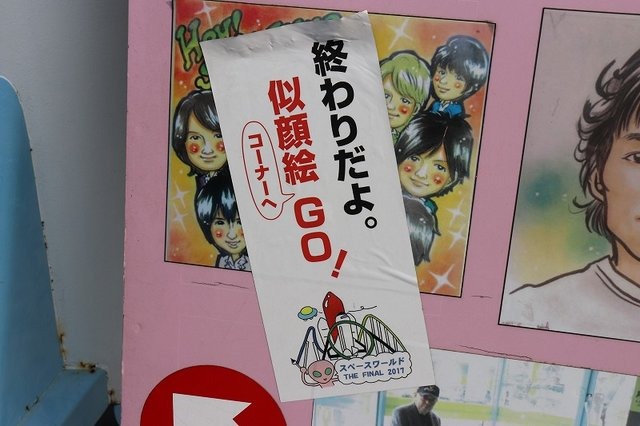 Hey!
終わりだよ。
似顔絵 GO!
コーナーへ
スペースワールド
THE FINAL 2017